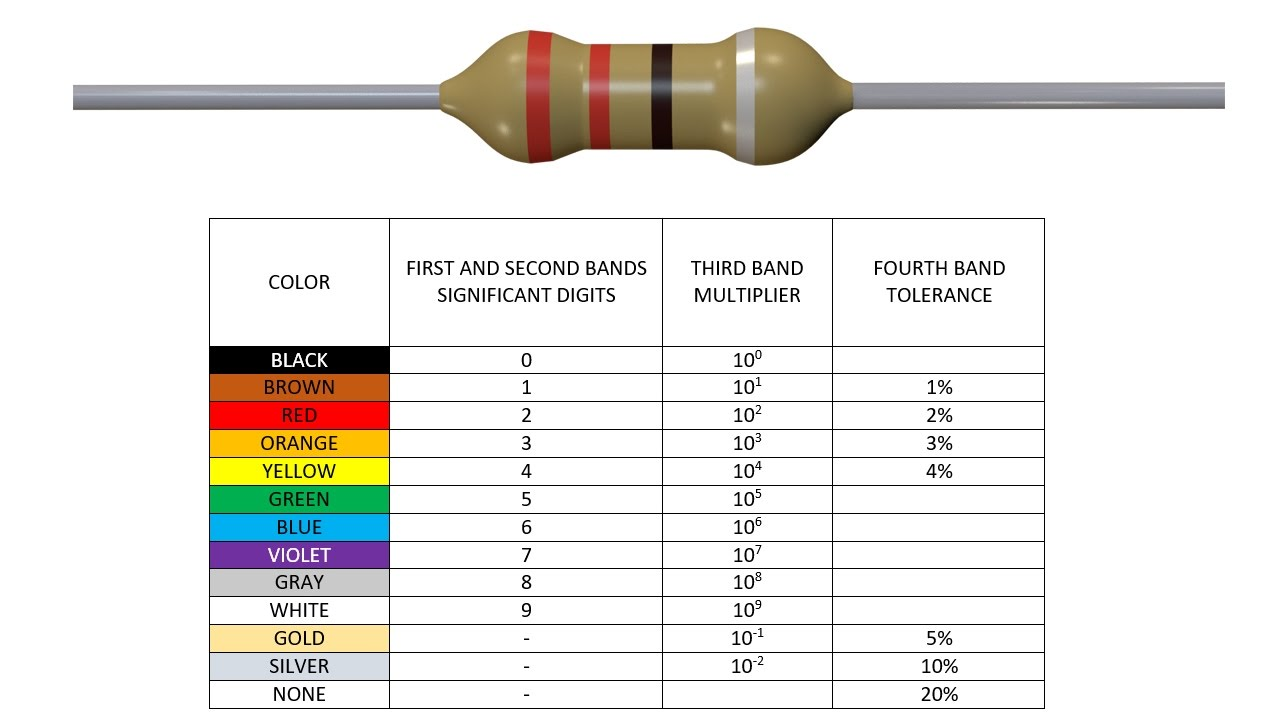 COLOR FIRST AND SECOND BANDS SIGNIFICANT DIGITS THIRD BAND MULTIPLIER FOURTH BAND TOLERANCE
BLACK 0 10⁰
BROWN 1 10¹ 1%
RED 2 10² 2%
ORANGE 3 10³ 3%
YELLOW 4 10⁴ 4%
GREEN 5 10⁵
BLUE 6 10⁶
VIOLET 7 10⁷
GRAY 8 10⁸
WHITE 9 10⁹
GOLD - 10⁻¹ 5%
SILVER - 10⁻² 10%
NONE - 20%